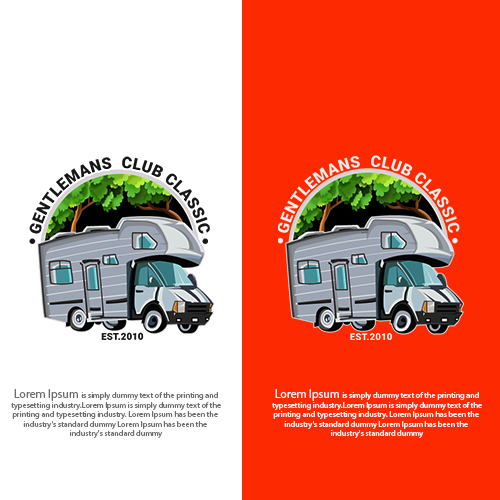 GENTLEMANS CLUB CLASSIC
EST.2010
Lorem Ipsum is simply dummy text of the printing and
typesetting industry.Lorem Ipsum is simply dummy text of the
printing and typesetting industry. Lorem Ipsum has been the
industry's standard dummy Lorem Ipsum has been the
industry's standard dummy
GENTLEMANS CLUB CLASSIC
EST.2010
Lorem Ipsum is simply dummy text of the printing and
typesetting industry.Lorem Ipsum is simply dummy text of the
printing and typesetting industry. Lorem Ipsum has been the
industry's standard dummy Lorem Ipsum has been the
industry's standard dummy